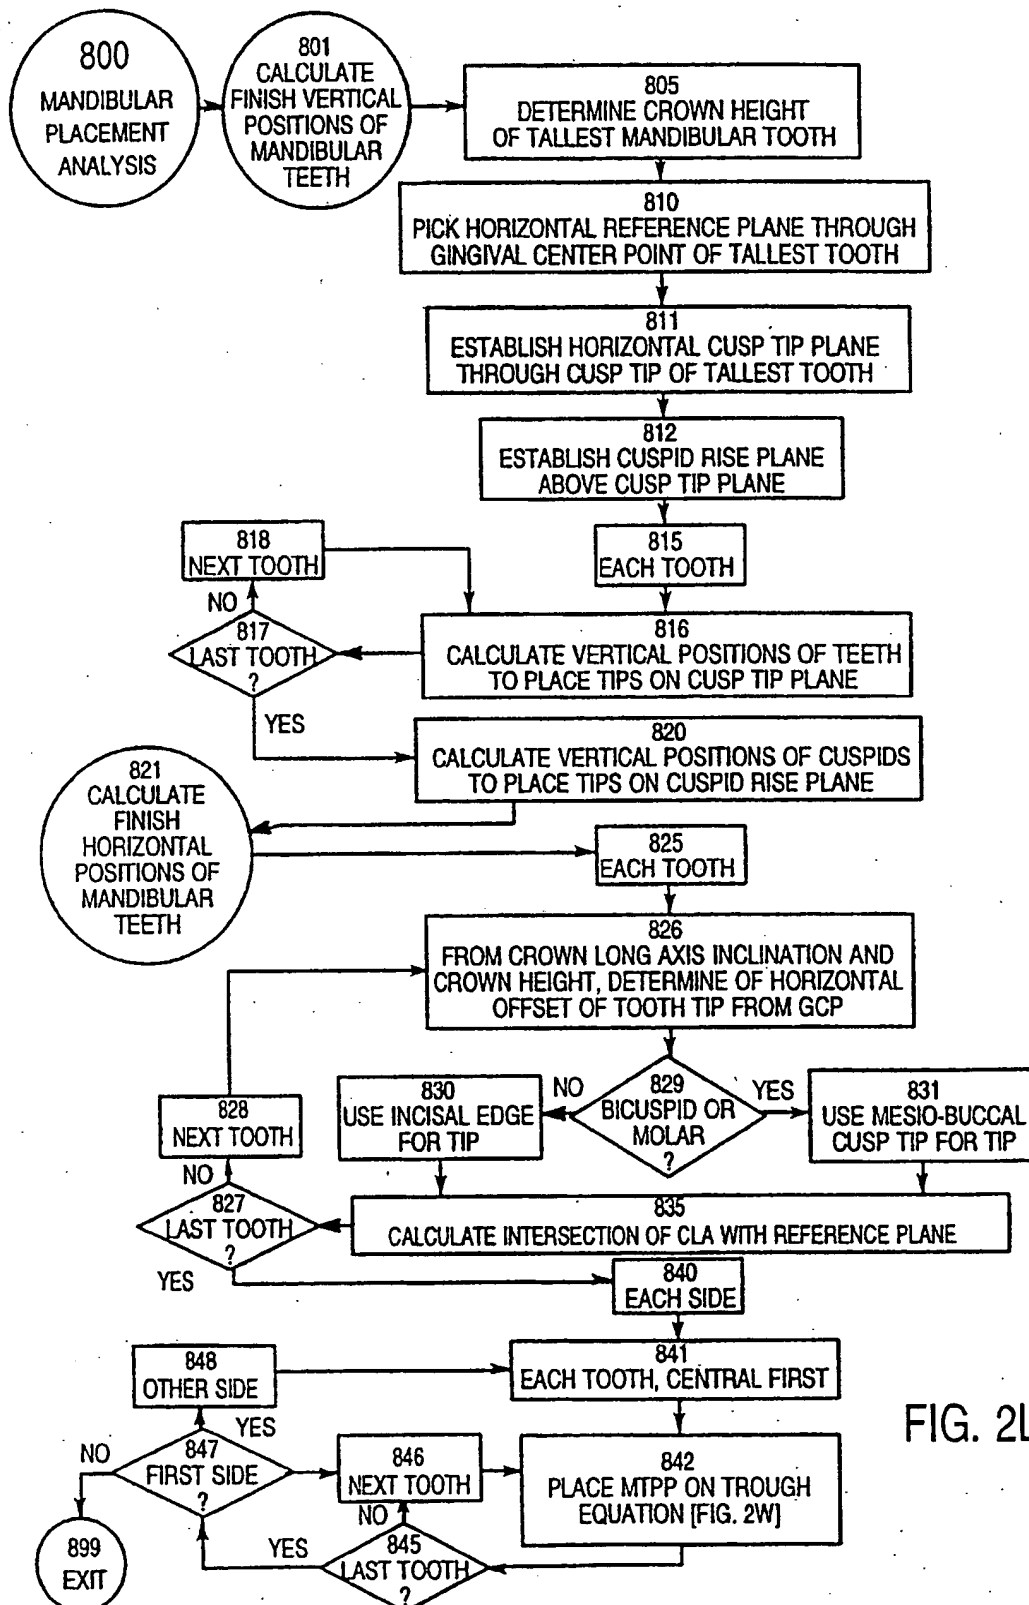 800
MANDIBULAR
PLACEMENT
ANALYSIS
801
CALCULATE
FINISH VERTICAL
POSITIONS OF
MANDIBULAR
TEETH
805
DETERMINE CROWN HEIGHT
OF TALLEST MANDIBULAR TOOTH
810
PICK HORIZONTAL REFERENCE PLANE THROUGH
GINGIVAL CENTER POINT OF TALLEST TOOTH
811
ESTABLISH HORIZONTAL CUSP TIP PLANE
THROUGH CUSP TIP OF TALLEST TOOTH
812
ESTABLISH CUSPID RISE PLANE
ABOVE CUSP TIP PLANE
815
EACH TOOTH
818
NEXT TOOTH
NO
817
LAST TOOTH
?
YES
816
CALCULATE VERTICAL POSITIONS OF TEETH
TO PLACE TIPS ON CUSP TIP PLANE
820
CALCULATE VERTICAL POSITIONS OF CUSPIDS
TO PLACE TIPS ON CUSPID RISE PLANE
821
CALCULATE
FINISH
HORIZONTAL
POSITIONS OF
MANDIBULAR
TEETH
825
EACH TOOTH
826
FROM CROWN LONG AXIS INCLINATION AND
CROWN HEIGHT, DETERMINE OF HORIZONTAL
OFFSET OF TOOTH TIP FROM GCP
829
BICUSPID OR
MOLAR
?
NO
YES
830
USE INCISAL EDGE
FOR TIP
831
USE MESIO-BUCCAL
CUSP TIP FOR TIP
828
NEXT TOOTH
NO
827
LAST TOOTH
?
YES
835
CALCULATE INTERSECTION OF CLA WITH REFERENCE PLANE
840
EACH SIDE
841
EACH TOOTH, CENTRAL FIRST
848
OTHER SIDE
YES
NO
847
FIRST SIDE
?
846
NEXT TOOTH
NO
842
PLACE MTPP ON TROUGH
EQUATION [FIG. 2W]
YES
845
LAST TOOTH
?
899
EXIT
FIG. 2L